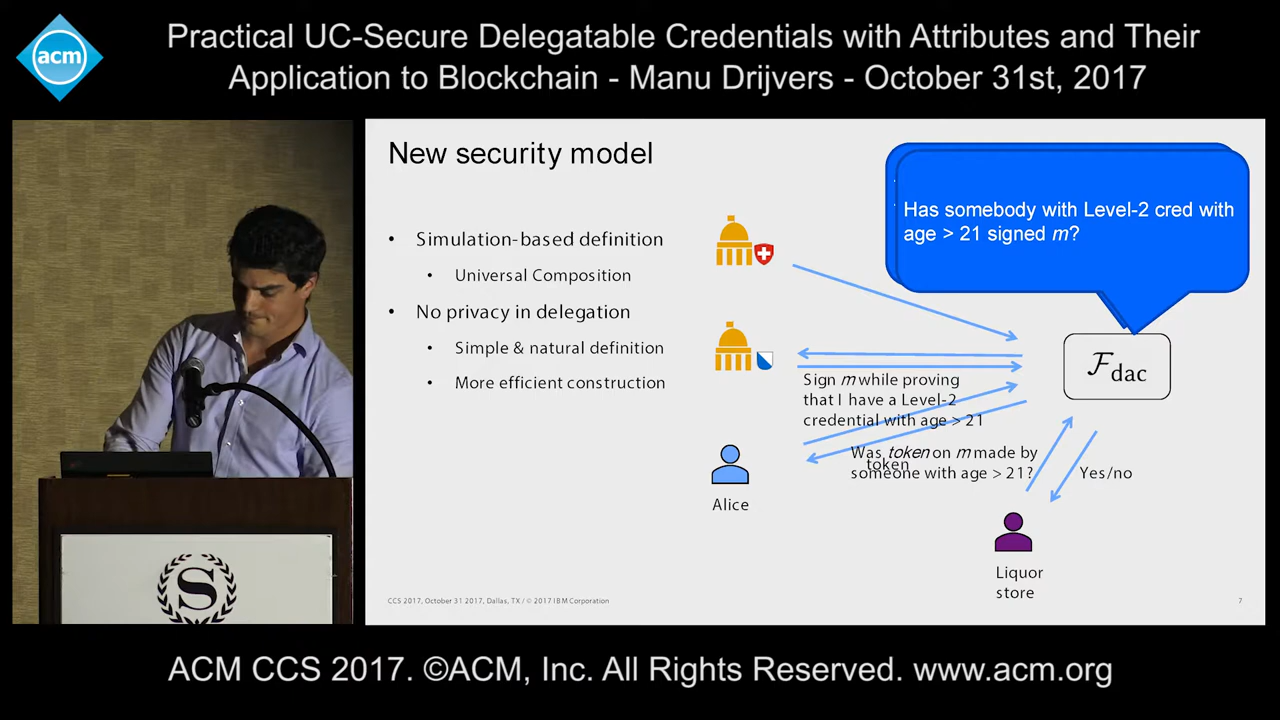 acm
Practical UC-Secure Delegatable Credentials with Attributes and Their
Application to Blockchain - Manu Drijvers - October 31st, 2017
New security model
• Simulation-based definition
• Universal Composition
• No privacy in delegation
• Simple & natural definition
• More efficient construction
Has somebody with Level-2 cred with
age > 21 signed m?
Fdac
Sign m while proving
that I have a Level-2
credential with age > 21
Was token on m made by
someone with age > 21?
token
Yes/no
Alice
Liquor
store
S
CCS 2017, October 31 2017, Dallas, TX / © 2017 IBM Corporation
7
ACM CCS 2017. ©ACM, Inc. All Rights Reserved. www.acm.org